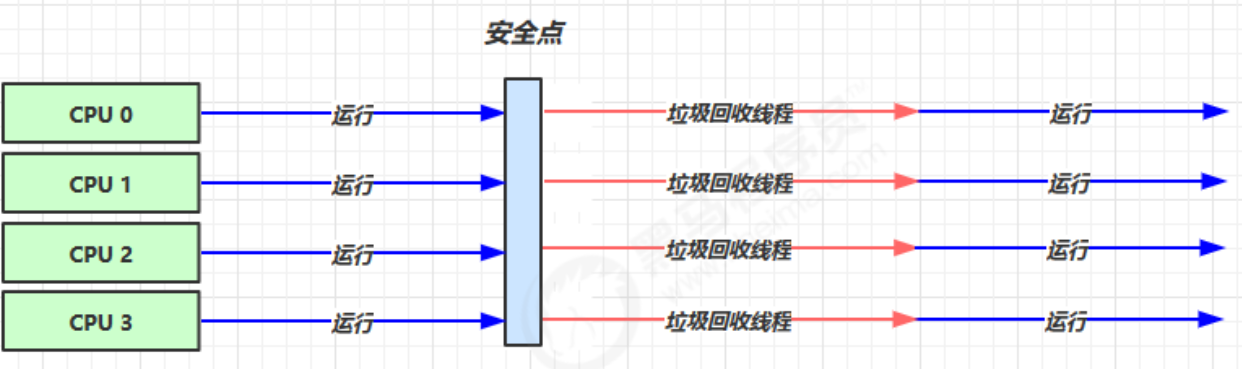 安全点
CPU 0 运行 垃圾回收线程 运行
CPU 1 运行 垃圾回收线程 运行
CPU 2 运行 垃圾回收线程 运行
CPU 3 运行 垃圾回收线程 运行
黑马程序员™
www.itheima.com